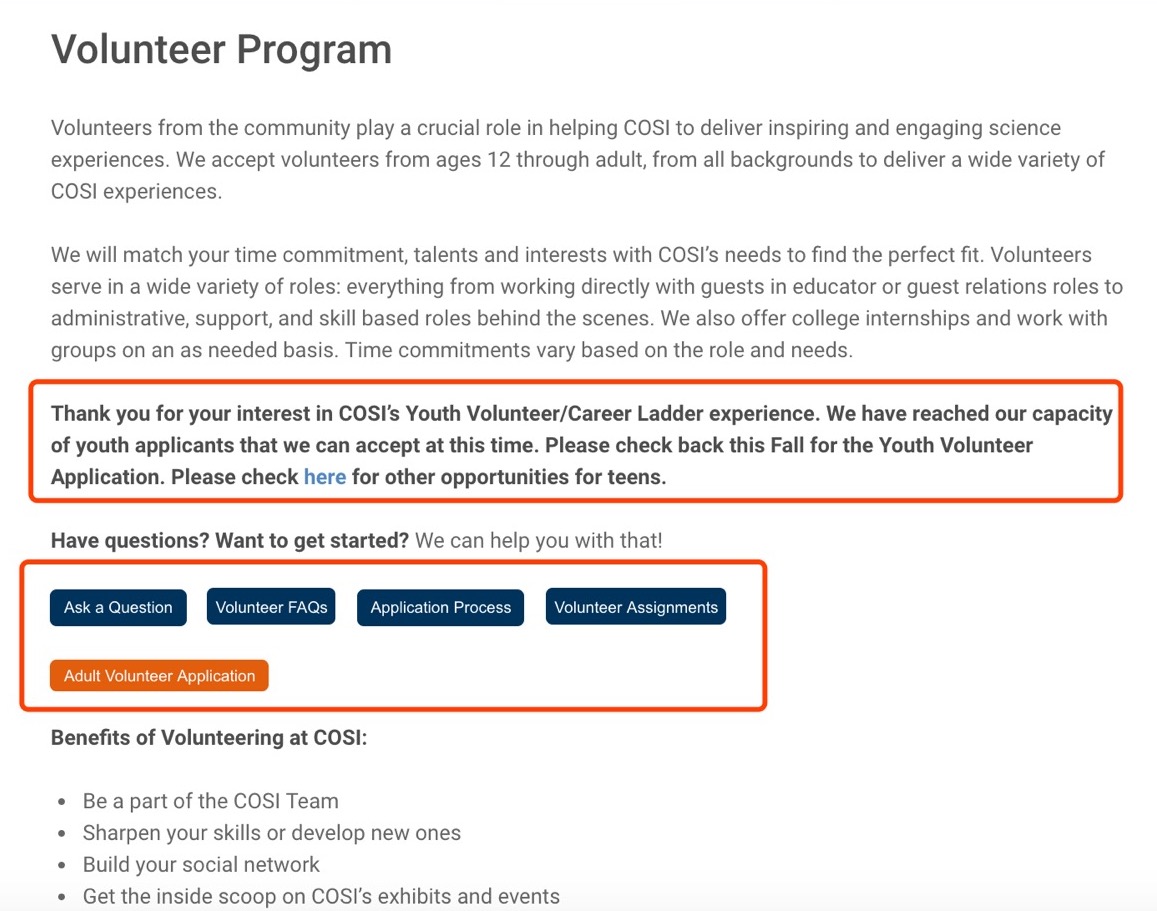 Volunteer Program
Volunteers from the community play a crucial role in helping COSI to deliver inspiring and engaging science
experiences. We accept volunteers from ages 12 through adult, from all backgrounds to deliver a wide variety of
COSI experiences.
We will match your time commitment, talents and interests with COSI’s needs to find the perfect fit. Volunteers
serve in a wide variety of roles: everything from working directly with guests in educator or guest relations roles to
administrative, support, and skill based roles behind the scenes. We also offer college internships and work with
groups on an as needed basis. Time commitments vary based on the role and needs.
Thank you for your interest in COSI’s Youth Volunteer/Career Ladder experience. We have reached our capacity
of youth applicants that we can accept at this time. Please check back this Fall for the Youth Volunteer
Application. Please check here for other opportunities for teens.
Have questions? Want to get started? We can help you with that!
Ask a Question Volunteer FAQs Application Process Volunteer Assignments
Adult Volunteer Application
Benefits of Volunteering at COSI:
• Be a part of the COSI Team
• Sharpen your skills or develop new ones
• Build your social network
• Get the inside scoop on COSI’s exhibits and events